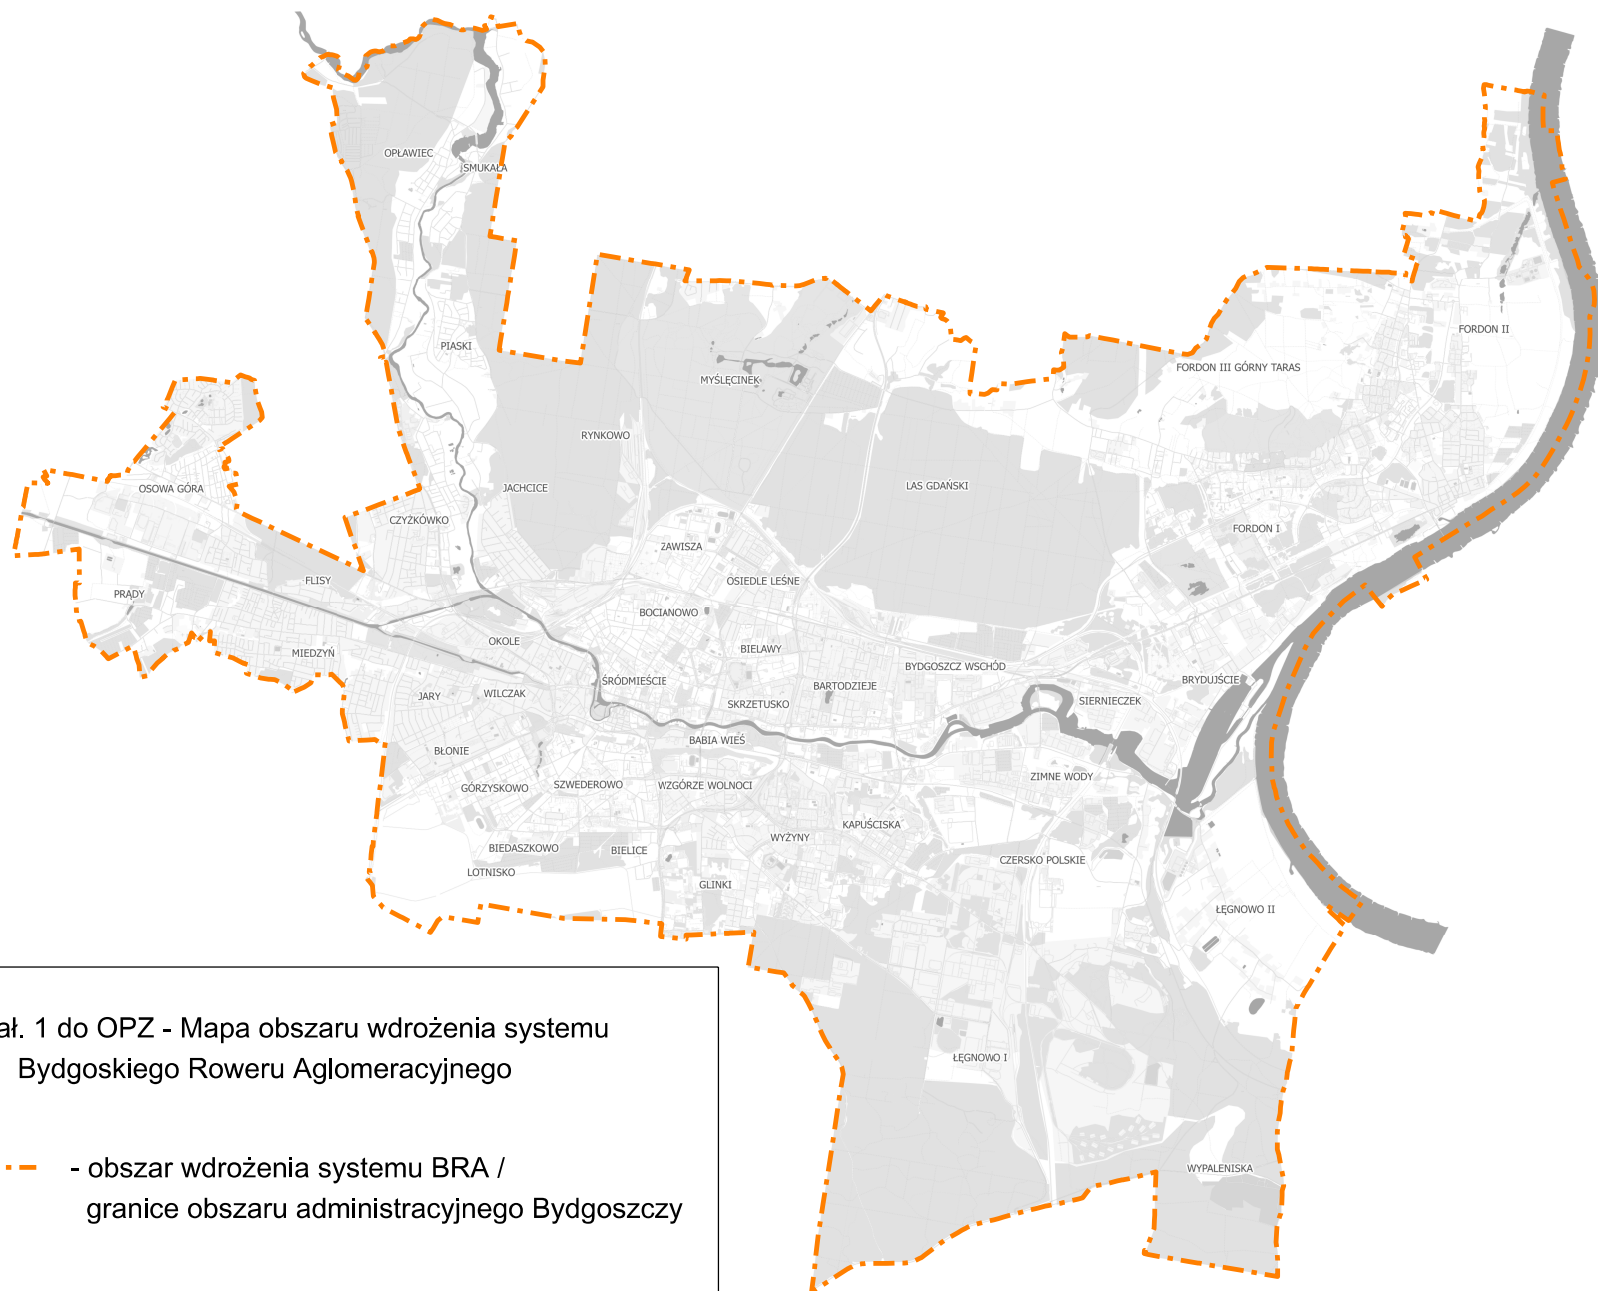 OPŁAWIEC
SMUKAŁA
FORDON II
PIASKI
FORDON III GÓRNY TARAS
MYŚLĘCINEK
RYNKOWO
OSOWA GÓRA
JACHCICE
LAS GDAŃSKI
CZYŻKÓWKO
FORDON I
ZAWISZA
FLISY
OSIEDLE LEŚNE
PRĄDY
BOCIANOWO
OKOLE
MIEDZYŃ
BIELAWY
BYDGOSZCZ WSCHÓD
ŚRÓDMIEŚCIE
BRYDUJŚCIE
BARTODZIEJE
JARY
WILCZAK
SKRZETUSKO
SIERNIECZEK
BABIA WIEŚ
BŁONIE
ZIMNE WODY
GÓRZYSKOWO
SZWEDEROWO
WZGÓRZE WOLNOCI
KAPUŚCISKA
WYŻYNY
BIEDASZKOWO
BIELICE
CZERSKO POLSKIE
LOTNISKO
GLINKI
ŁĘGNOWO II
ał. 1 do OPZ - Mapa obszaru wdrożenia systemu
Bydgoskiego Roweru Aglomeracyjnego
ŁĘGNOWO I
- obszar wdrożenia systemu BRA /
granice obszaru administracyjnego Bydgoszczy
WYPALENISKA